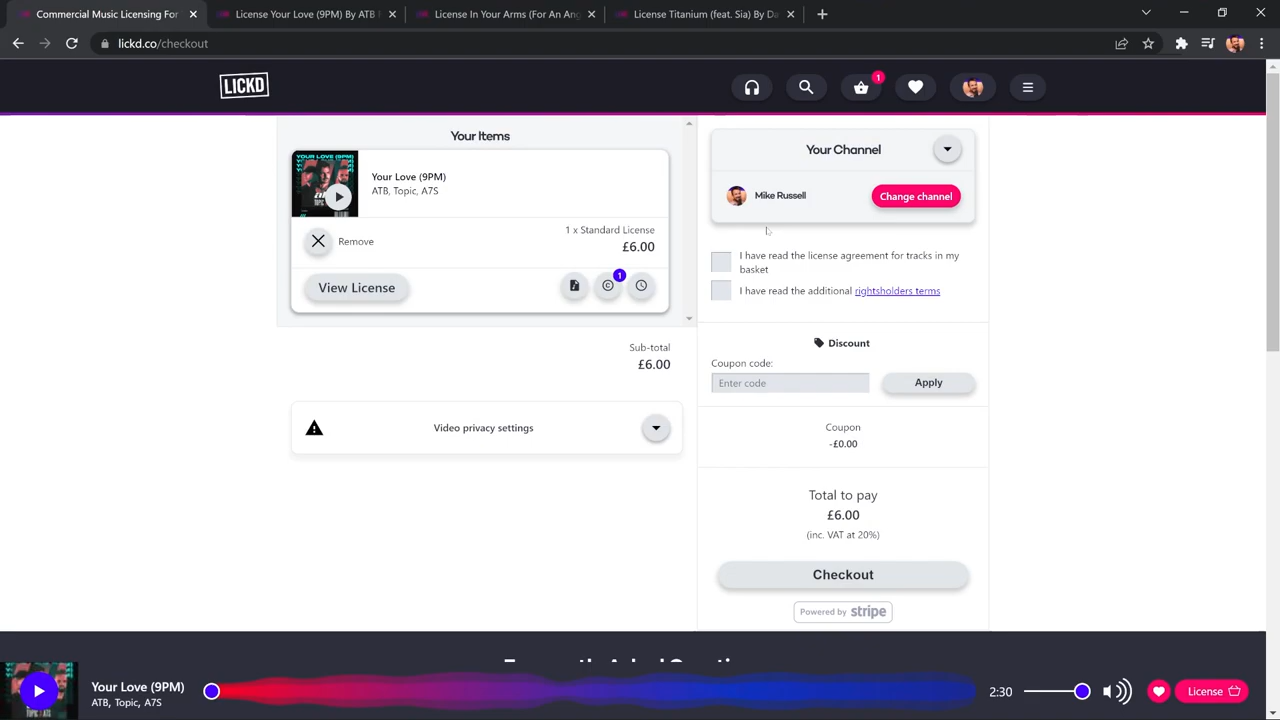 Commercial Music Licensing For
License Your Love (9PM) By ATB
License In Your Arms (For An Ang
License Titanium (feat. Sia) By Da
lickd.co/checkout
LICKD
1
Your Items
YOUR LOVE (9PM)
Your Love (9PM)
ATB, Topic, A7S
1 x Standard License
£6.00
Remove
View License
1
Sub-total
£6.00
Video privacy settings
Your Channel
Mike Russell
Change channel
I have read the license agreement for tracks in my
basket
I have read the additional rightsholders terms
Discount
Coupon code:
Enter code
Apply
Coupon
-£0.00
Total to pay
£6.00
(inc. VAT at 20%)
Checkout
Powered by stripe
Your Love (9PM)
ATB, Topic, A7S
2:30
License